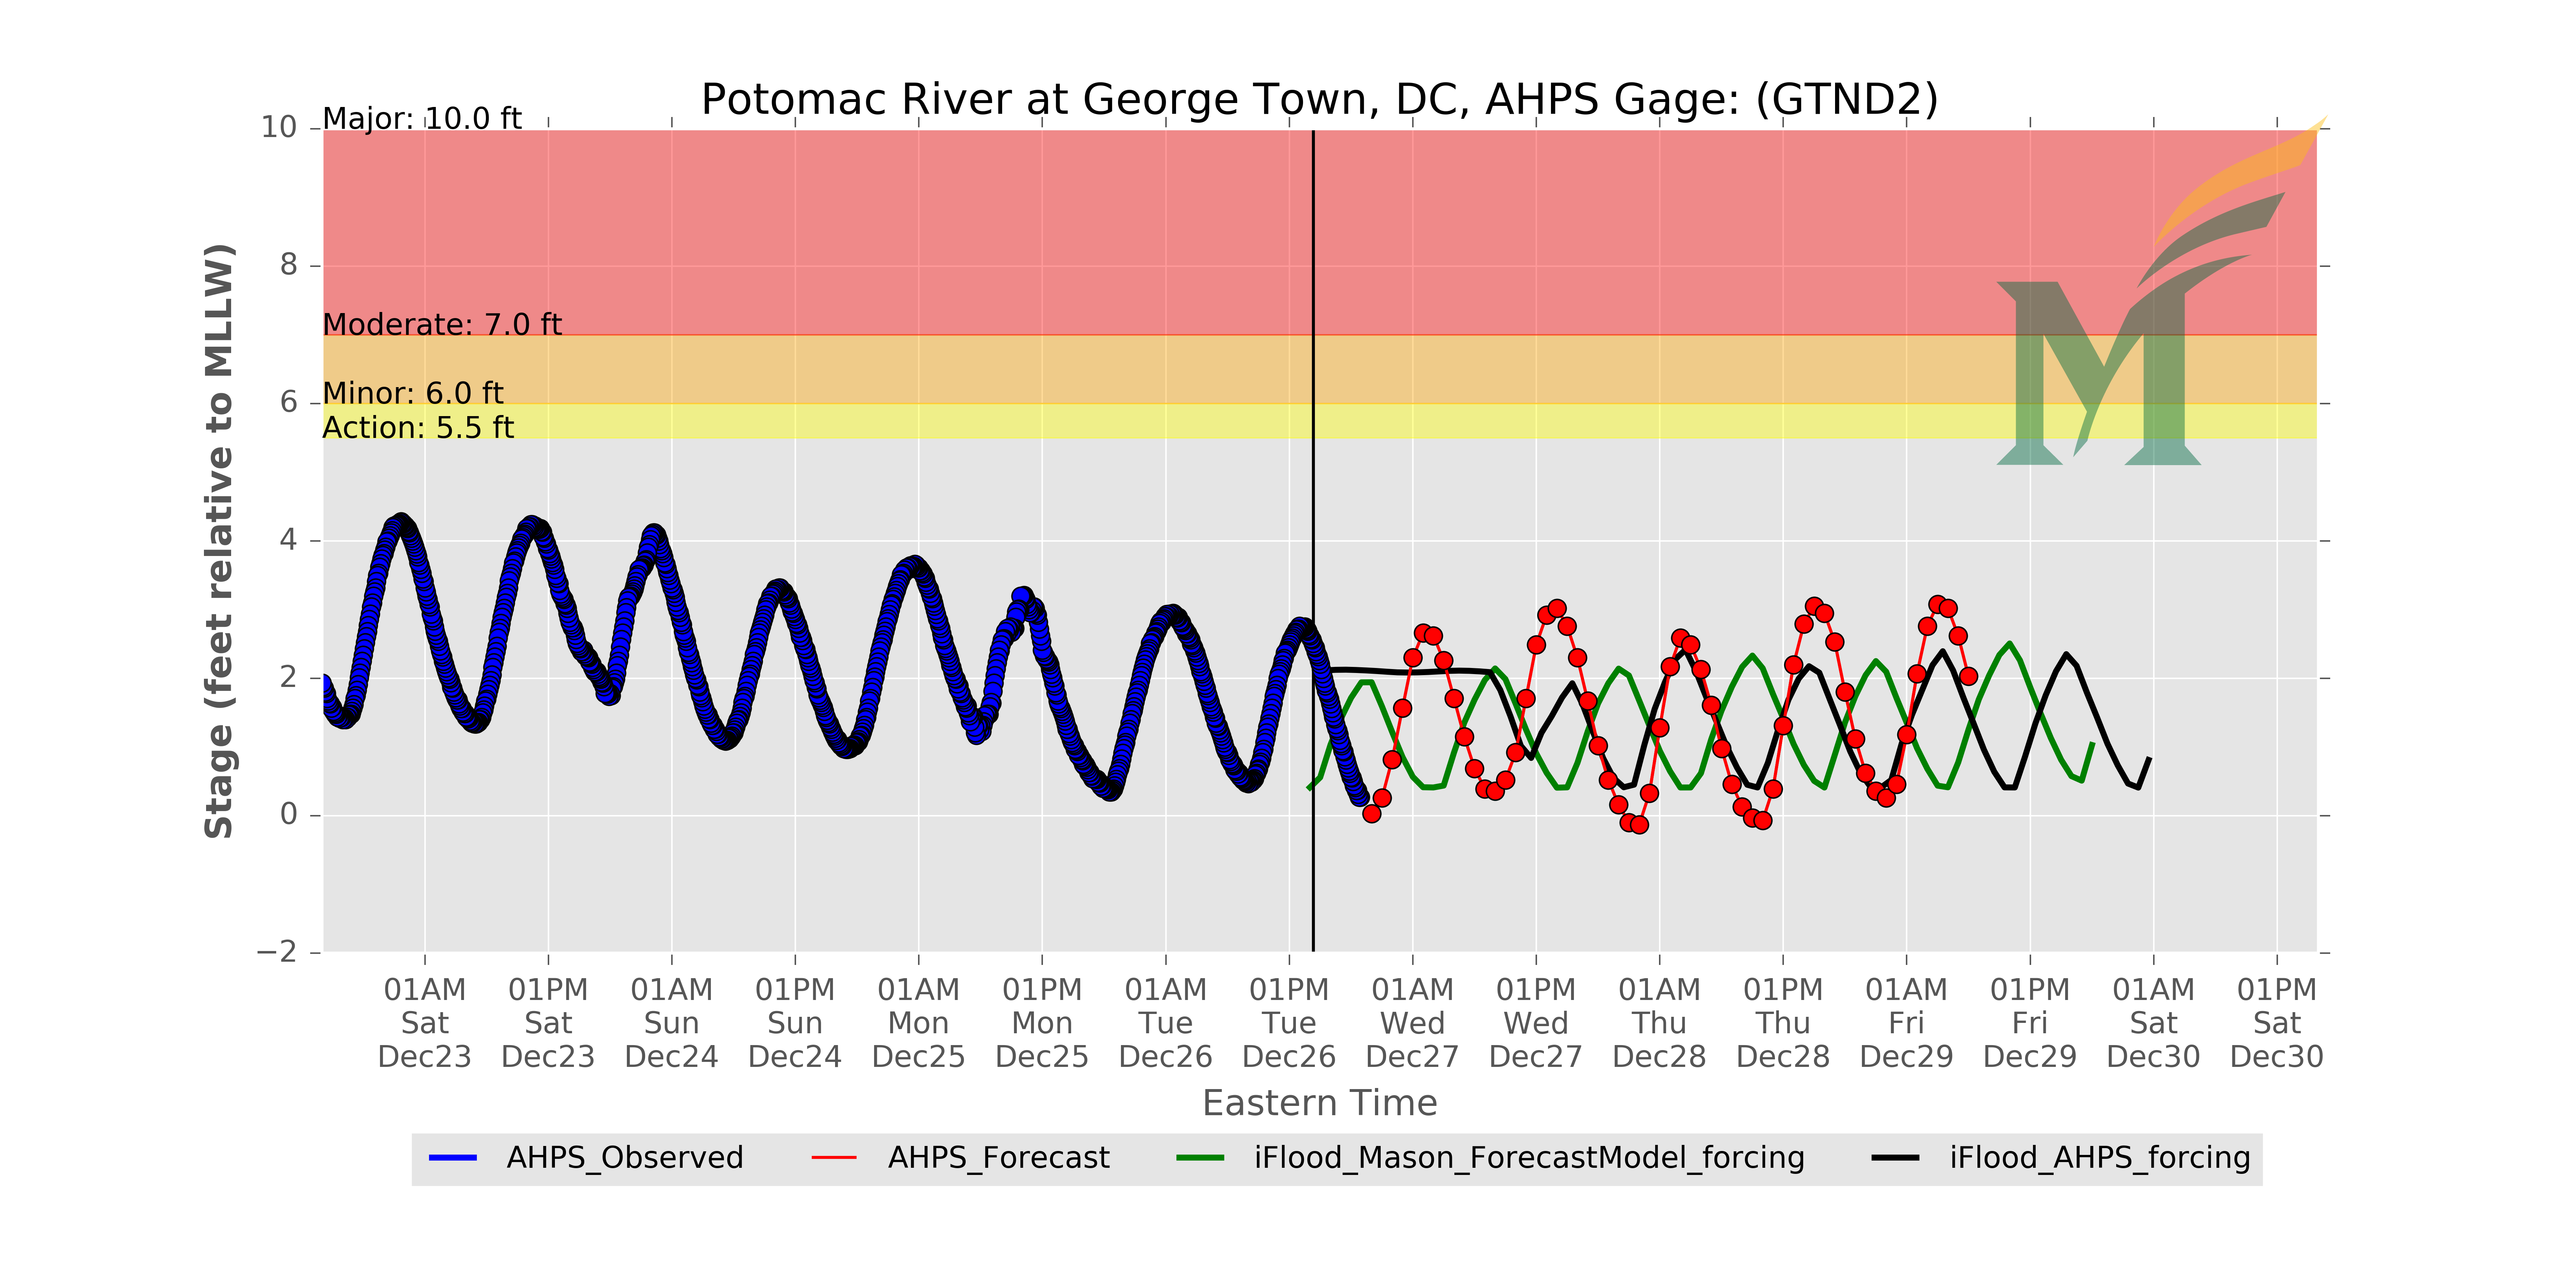 Potomac River at George Town, DC, AHPS Gage: (GTND2)
Major: 10.0 ft
Moderate: 7.0 ft
Minor: 6.0 ft
Action: 5.5 ft
Stage (feet relative to MLLW)
10
8
6
4
2
0
−2
01AM 01PM 01AM 01PM 01AM 01PM 01AM 01PM 01AM 01PM 01AM 01PM 01AM 01PM 01AM 01PM
Sat Sat Sun Sun Mon Mon Tue Tue Wed Wed Thu Thu Fri Fri Sat Sat
Dec23 Dec23 Dec24 Dec24 Dec25 Dec25 Dec26 Dec26 Dec27 Dec27 Dec28 Dec28 Dec29 Dec29 Dec30 Dec30
Eastern Time
AHPS_Observed AHPS_Forecast iFlood_Mason_ForecastModel_forcing iFlood_AHPS_forcing